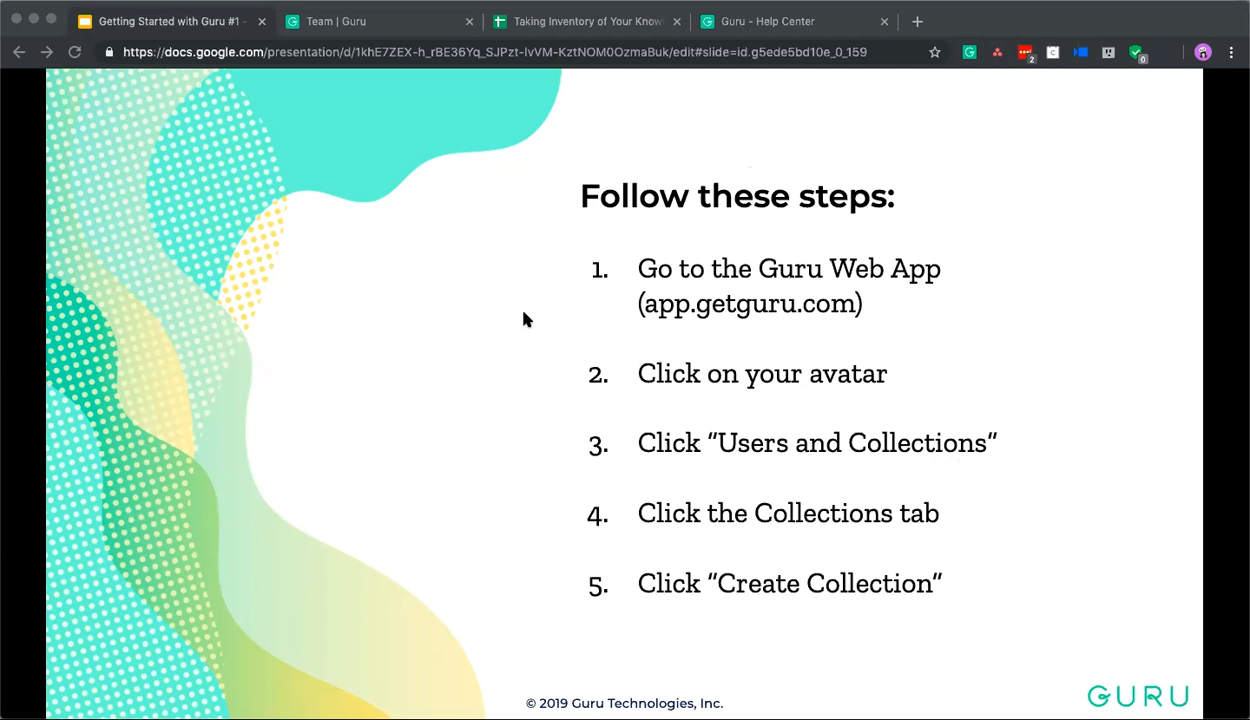 Getting Started with Guru #1 -
Team | Guru
Taking Inventory of Your Know
Guru - Help Center
https://docs.google.com/presentation/d/1khE7ZEX-h_rBE36Yq_SJPzt-lvVM-KztNOM0OzmaBuk/edit#slide=id.g5ede5bd10e_0_159
2
0
Follow these steps:
1. Go to the Guru Web App
(app.getguru.com)
2. Click on your avatar
3. Click “Users and Collections”
4. Click the Collections tab
5. Click “Create Collection”
© 2019 Guru Technologies, Inc.
GURU